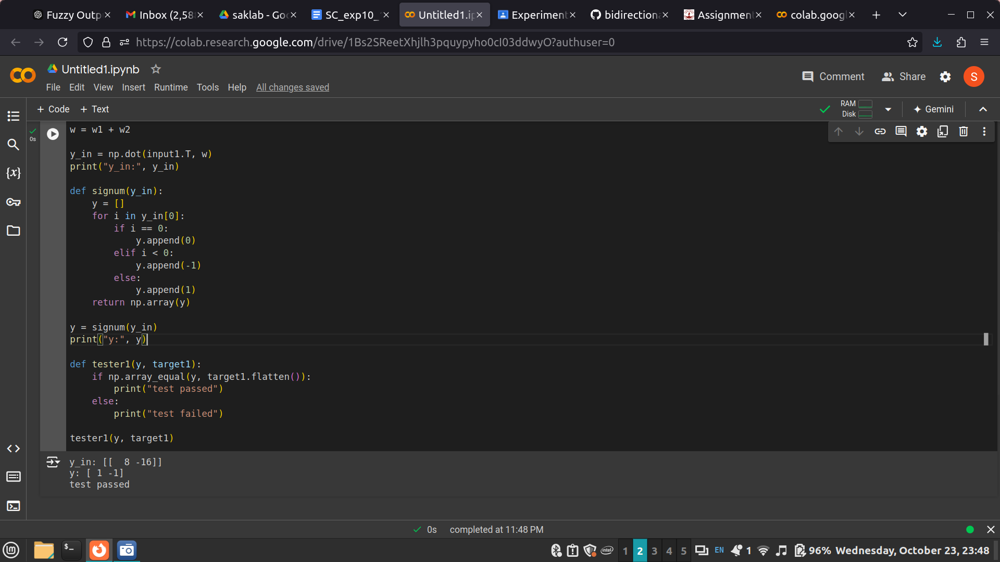 Fuzzy Outp
Inbox (2,58
saklab - Goo
SC_exp10_
Untitled1.ip
Experiment
bidirectiona
Assignment
colab.goog
https://colab.research.google.com/drive/1Bs2SReetXhjlh3pquypyho0cI03ddwyO?authuser=0
Untitled1.ipynb
Comment
Share
S
File Edit View Insert Runtime Tools Help All changes saved
+ Code + Text
RAM
Disk
Gemini
0s
w = w1 + w2
y_in = np.dot(input1.T, w)
print("y_in:", y_in)
def signum(y_in):
    y = []
    for i in y_in[0]:
        if i == 0:
            y.append(0)
        elif i < 0:
            y.append(-1)
        else:
            y.append(1)
    return np.array(y)
y = signum(y_in)
print("y:", y)
def tester1(y, target1):
    if np.array_equal(y, target1.flatten()):
        print("test passed")
    else:
        print("test failed")
tester1(y, target1)
y_in: [[  8 -16]]
y: [ 1 -1]
test passed
0s completed at 11:48 PM
intel
1 2 3 4 5
EN
1
96% Wednesday, October 23, 23:48